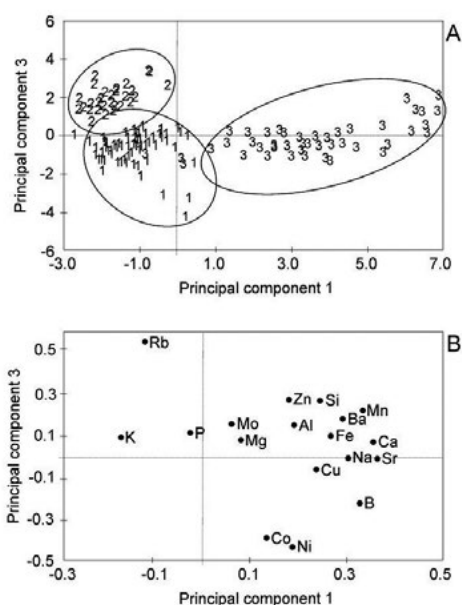 A
Principal component 3
6
4
2
0
-2
-4
-6
-3.0 -1.0 1.0 3.0 5.0 7.0
Principal component 1
B
Principal component 3
0.5
0.3
0.1
-0.1
-0.3
-0.5
Rb
K
P
Mo
Mg
Zn
Si
Al
Ba
Mn
Fe
Ca
Na
Sr
Cu
B
Co
Ni
-0.3 -0.1 0.1 0.3 0.5
Principal component 1